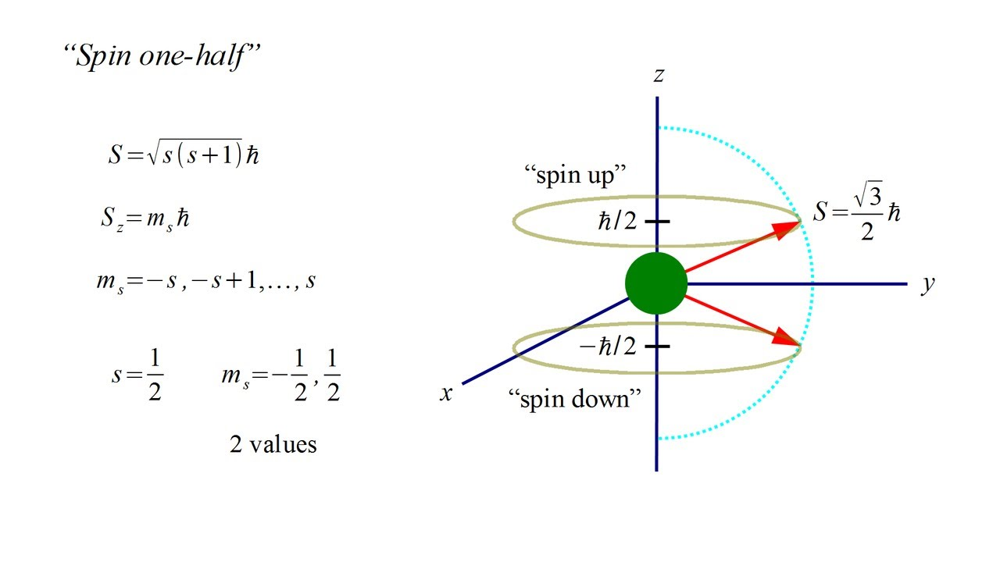 “Spin one-half”
S=√s(s+1)ħ
S_z=m_sħ
m_s=−s,−s+1,…,s
s=1/2 m_s=−1/2,1/2
2 values
z
“spin up”
ħ/2
S=√3/2 ħ
y
−ħ/2
x
“spin down”